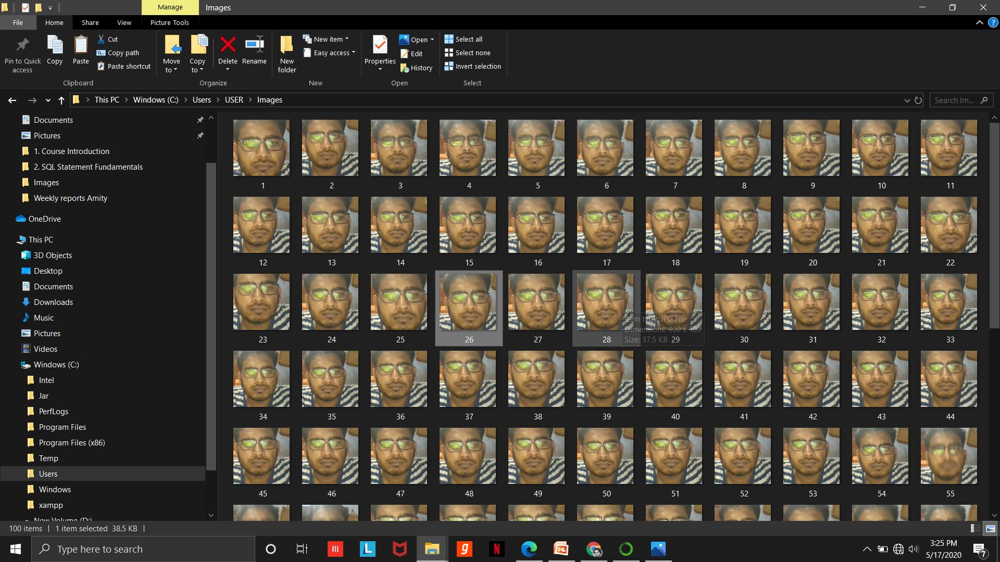 Manage
Images
File
Home
Share
View
Picture Tools
Pin to Quick access
Copy
Paste
Cut
Copy path
Paste shortcut
Clipboard
Move to
Copy to
Delete
Rename
Organize
New folder
New item
Easy access
New
Properties
Open
Edit
History
Open
Select all
Select none
Invert selection
Select
This PC > Windows (C:) > Users > USER > Images
Search Im...
Documents
Pictures
1. Course Introduction
2. SQL Statement Fundamentals
Images
Weekly reports Amity
OneDrive
This PC
3D Objects
Desktop
Documents
Downloads
Music
Pictures
Videos
Windows (C:)
Intel
Jar
PerfLogs
Program Files
Program Files (x86)
Temp
Users
Windows
xampp
New Volume (D:)
1 2 3 4 5 6 7 8 9 10 11
12 13 14 15 16 17 18 19 20 21 22
23 24 25 26 27 28 29 30 31 32 33
Item type: JPG File
Dimensions: 400 x 400
Size: 37.5 KB
34 35 36 37 38 39 40 41 42 43 44
45 46 47 48 49 50 51 52 53 54 55
100 items
1 item selected 38.5 KB
Type here to search
L
g
N
3:25 PM
5/17/2020
7